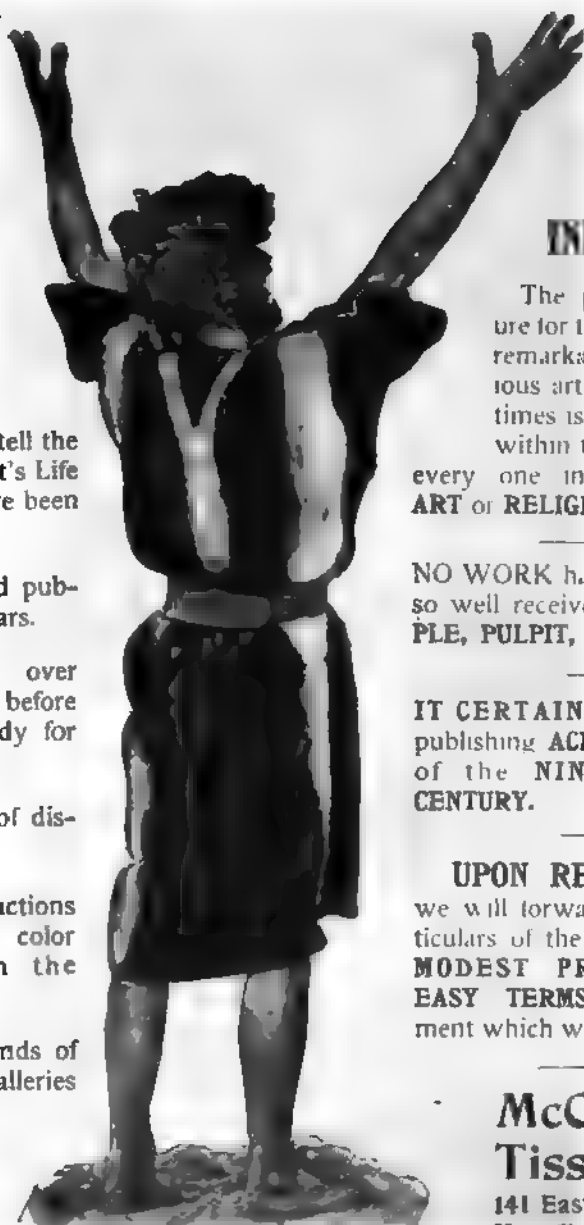 tell the
t's Life
e been
d pub-
ars.
over
before
dy for
of dis-
uctions
color
n the
nds of
alleries
IN
The
ure for t
remarka
ious art
times is
within t
every one in
ART or RELIGI
NO WORK ha
so well receive
PLE, PULPIT,
IT CERTAIN
publishing ACH
of the NIN
CENTURY.
UPON RE
we will forwa
ticulars of the
MODEST PR
EASY TERMS
ment which w
McC
Tiss
141 East